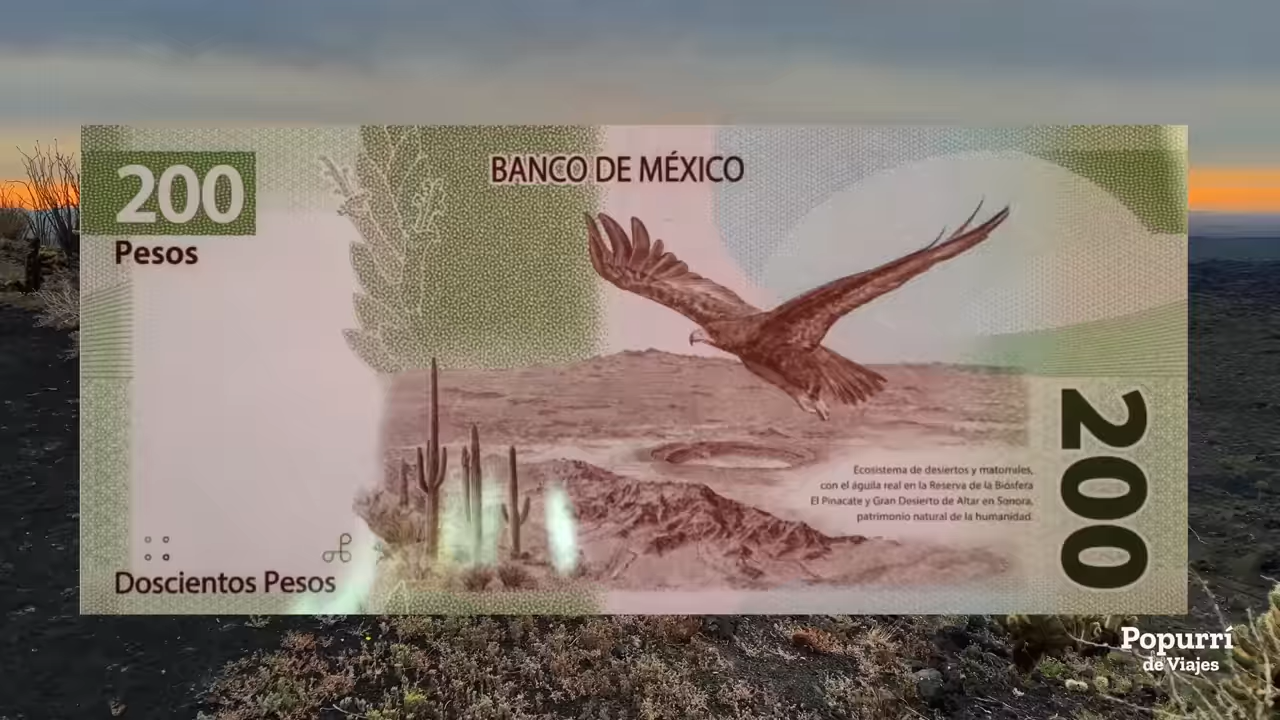 200
Pesos
BANCO DE MÉXICO
Ecosistema de desiertos y matorrales,
con el águila real en la Reserva de la Biósfera
El Pinacate y Gran Desierto de Altar en Sonora,
patrimonio natural de la humanidad.
200
Doscientos Pesos
Popurrí
de Viajes